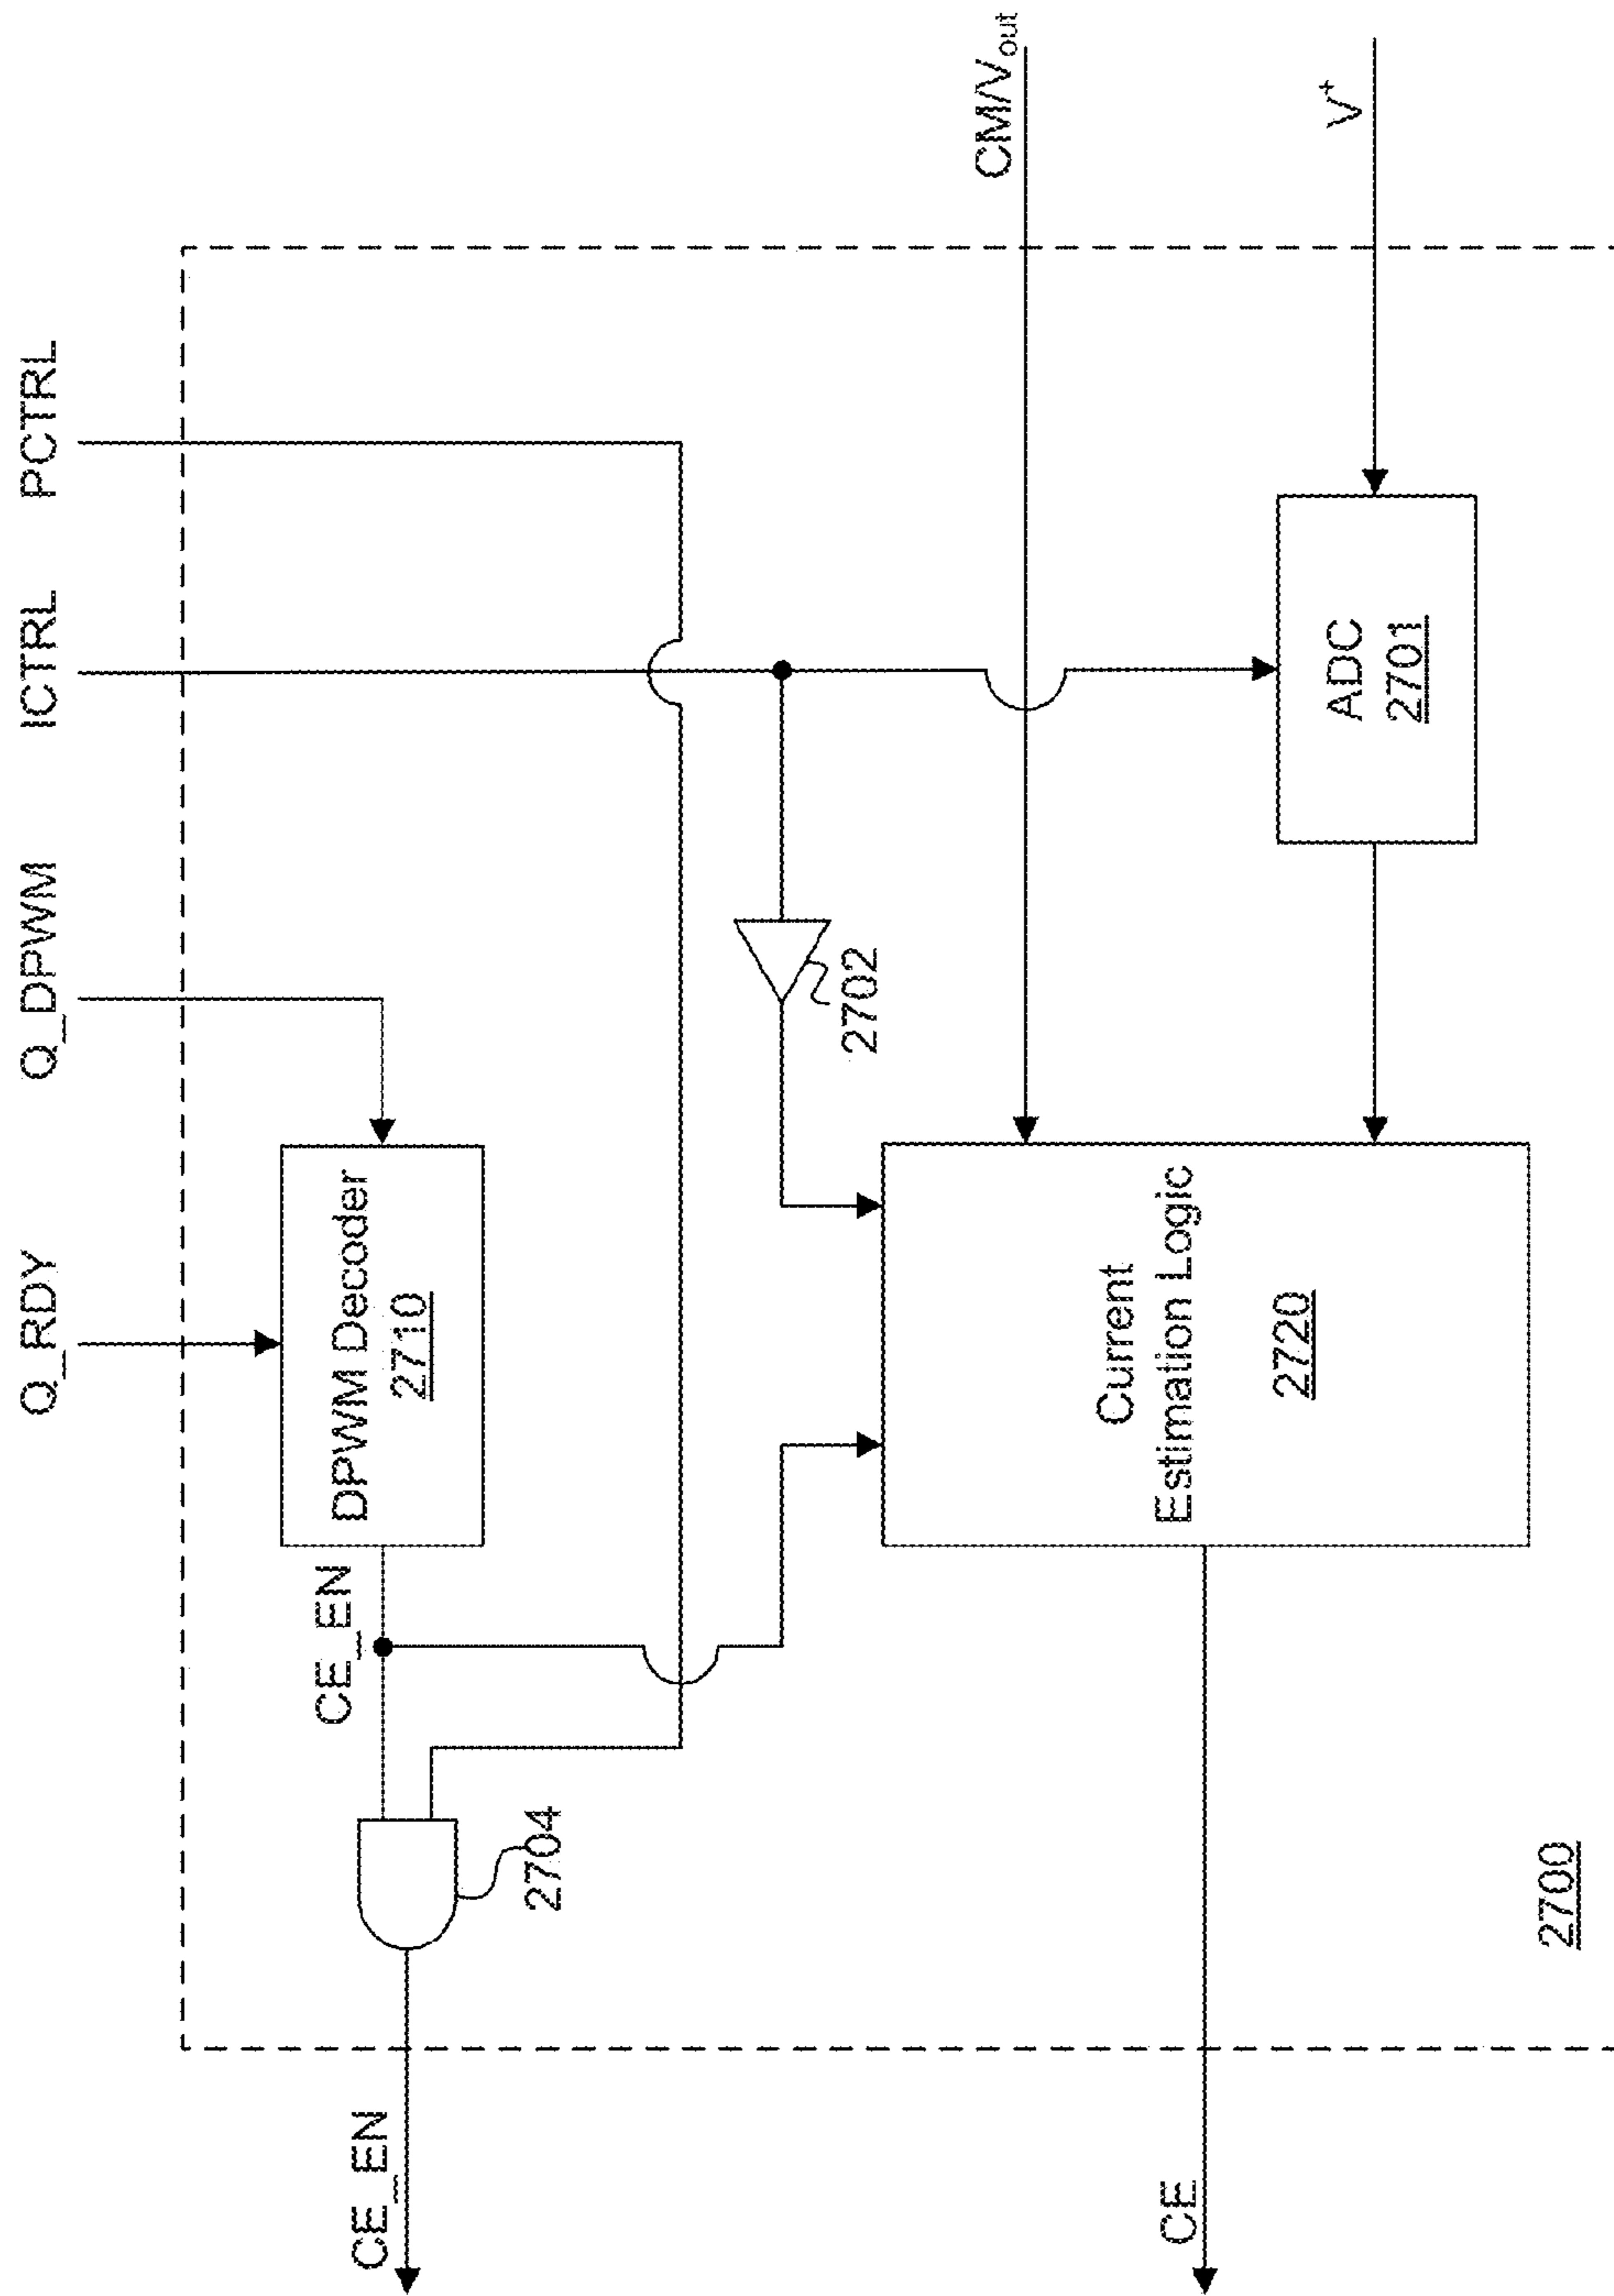 Q_RDY
Q_DPWM
ICTRL
PCTRL
CE_EN
CE_EN
DPWM Decoder
2710
2704
2702
CM/Vout
V+
Current
Estimation Logic
2720
ADC
2701
CE
2700